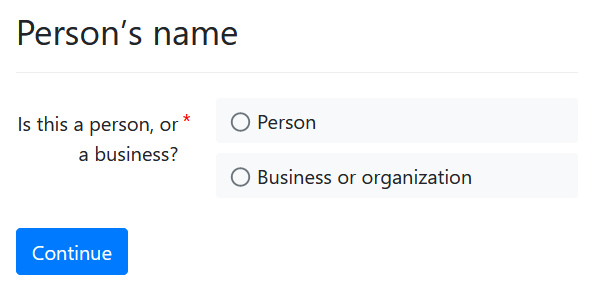 Person’s name
Is this a person, or *
a business?
Person
Business or organization
Continue